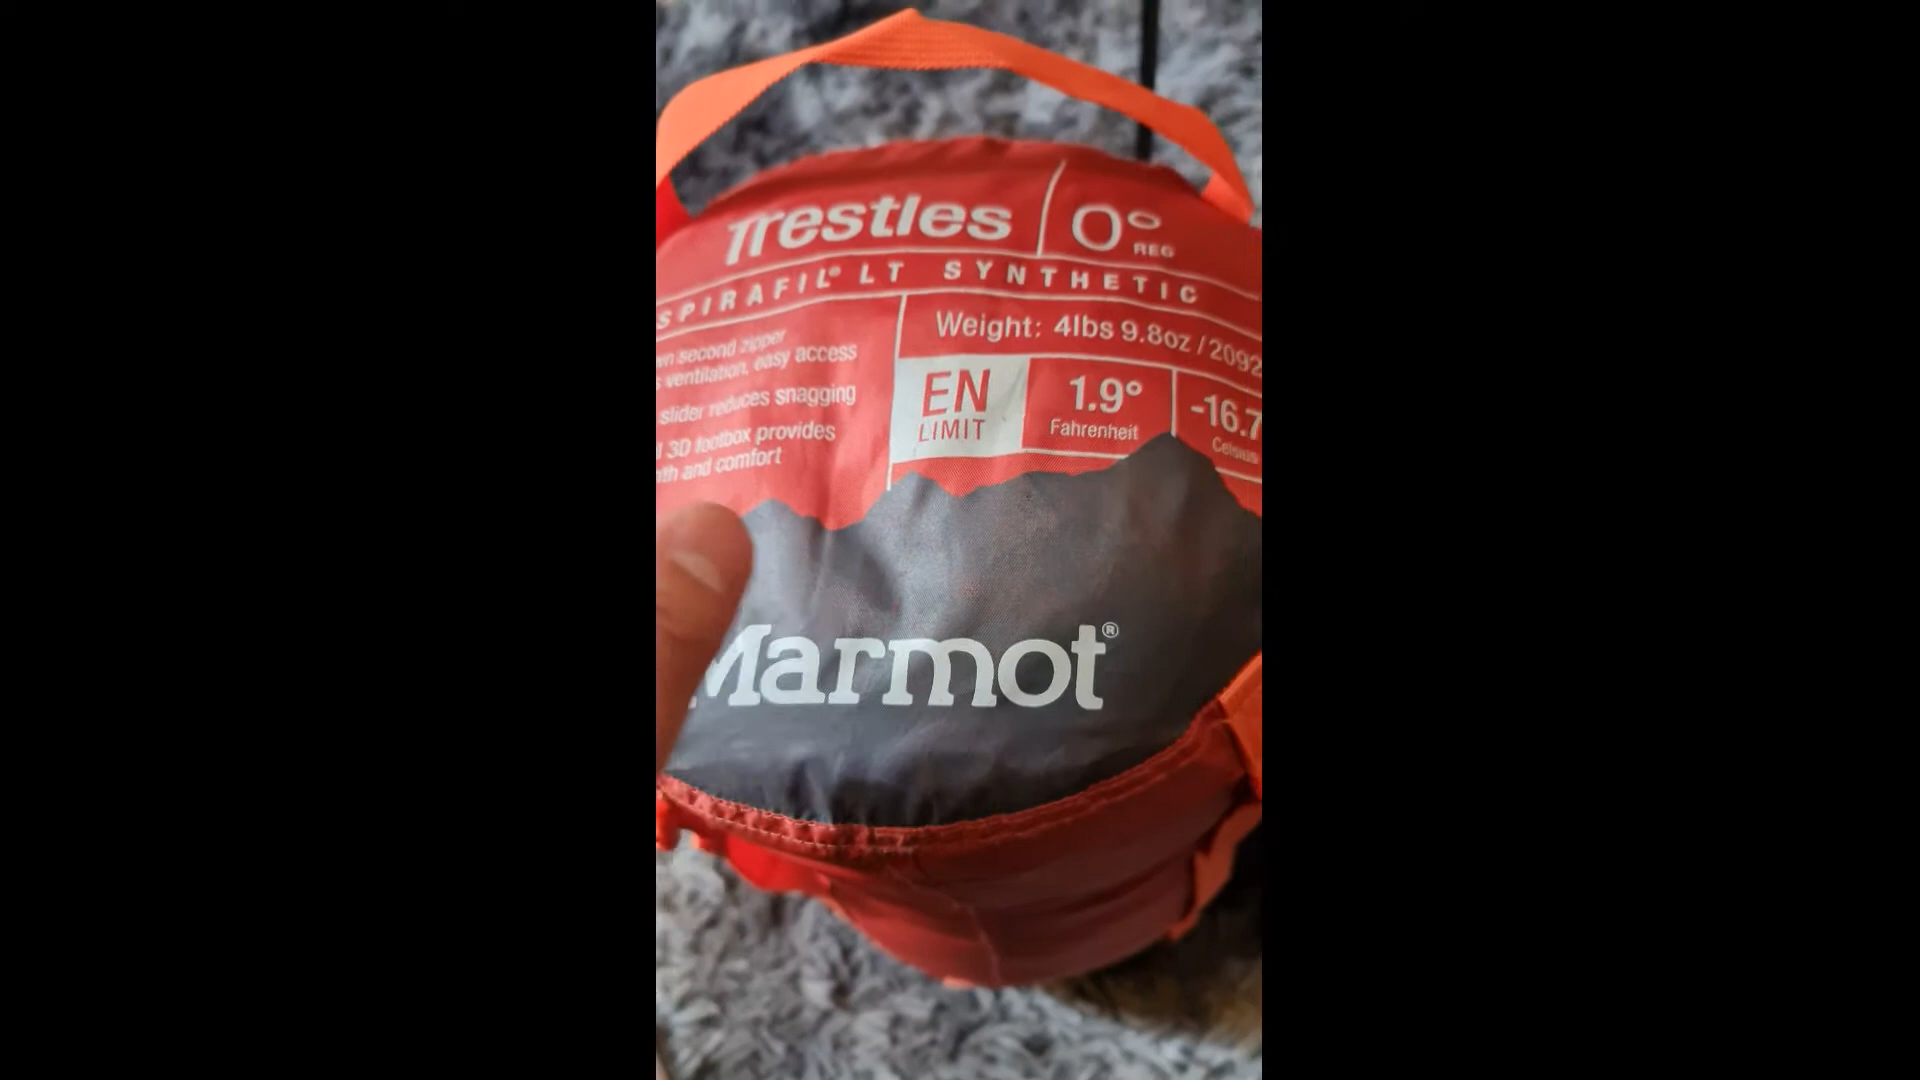 Trestles 0° REG
SPIRAFIL® LT SYNTHETIC
second zipper
ventilation, easy access
slider reduces snagging
3D footbox provides
and comfort
Weight: 4lbs 9.8oz / 2092
EN LIMIT
1.9° Fahrenheit
-16.7 Celsius
Marmot®